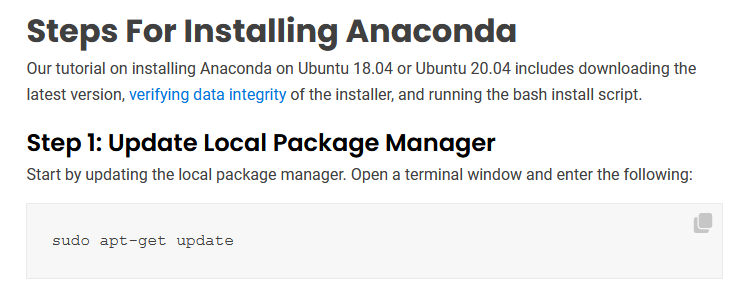 Steps For Installing Anaconda
Our tutorial on installing Anaconda on Ubuntu 18.04 or Ubuntu 20.04 includes downloading the
latest version, verifying data integrity of the installer, and running the bash install script.
Step 1: Update Local Package Manager
Start by updating the local package manager. Open a terminal window and enter the following:
sudo apt-get update